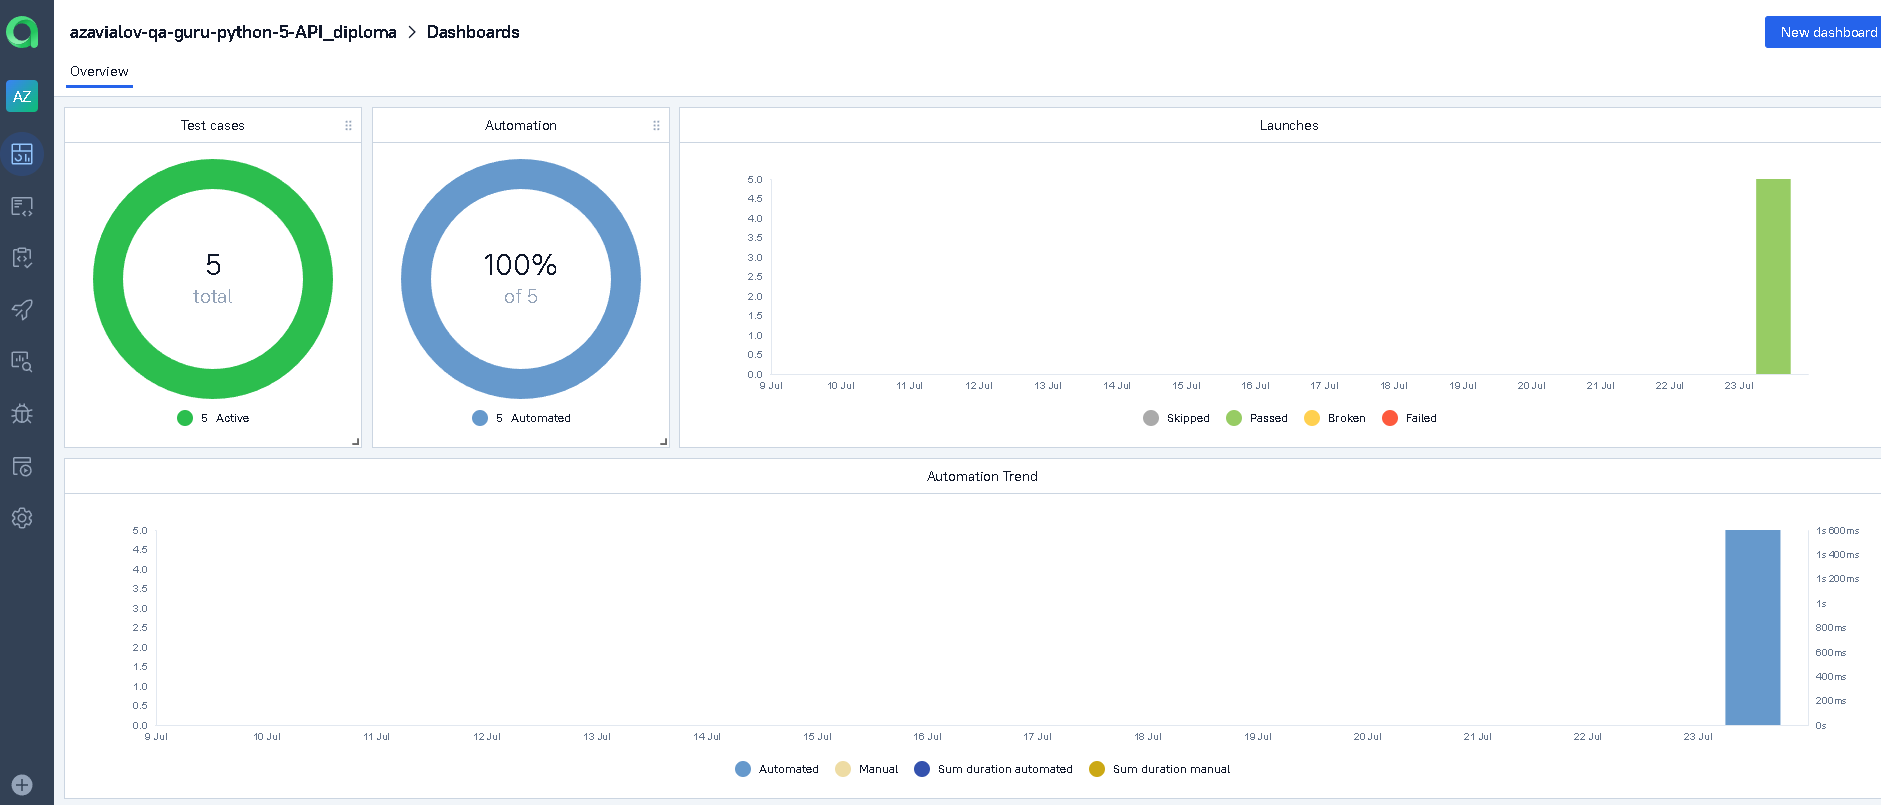 azavialov-qa-guru-python-5-API_diploma > Dashboards
New dashboard
Overview
AZ
Test cases
5
total
5 Active
Automation
100%
of 5
5 Automated
Launches
5.0
4.5
4.0
3.5
3.0
2.5
2.0
1.5
1.0
0.5
0.0
9 Jul 10 Jul 11 Jul 12 Jul 13 Jul 14 Jul 15 Jul 16 Jul 17 Jul 18 Jul 19 Jul 20 Jul 21 Jul 22 Jul 23 Jul
Skipped Passed Broken Failed
Automation Trend
5.0
4.5
4.0
3.5
3.0
2.5
2.0
1.5
1.0
0.5
0.0
1s 600ms
1s 400ms
1s 200ms
1s
800ms
600ms
400ms
200ms
0s
9 Jul 10 Jul 11 Jul 12 Jul 13 Jul 14 Jul 15 Jul 16 Jul 17 Jul 18 Jul 19 Jul 20 Jul 21 Jul 22 Jul 23 Jul
Automated Manual Sum duration automated Sum duration manual